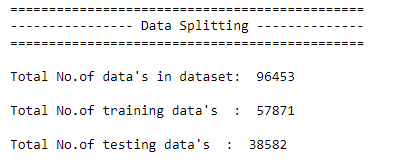 ==============================================
---------------- Data Splitting --------------
==============================================
Total No.of data's in dataset:  96453
Total No.of training data's  :  57871
Total No.of testing data's  :  38582